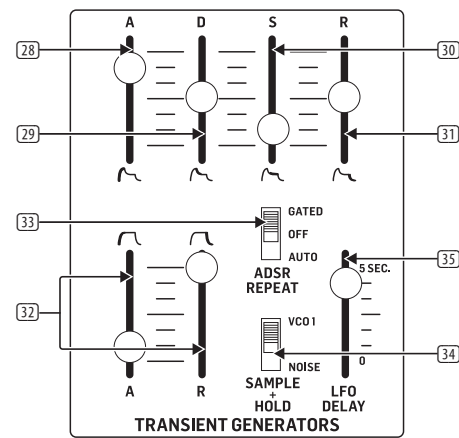 A D S R
28
30
29
31
33
GATED
OFF
AUTO
ADSR
REPEAT
35
5 SEC.
32
VCO 1
34
0
NOISE
A R
SAMPLE
+
HOLD
LFO
DELAY
TRANSIENT GENERATORS